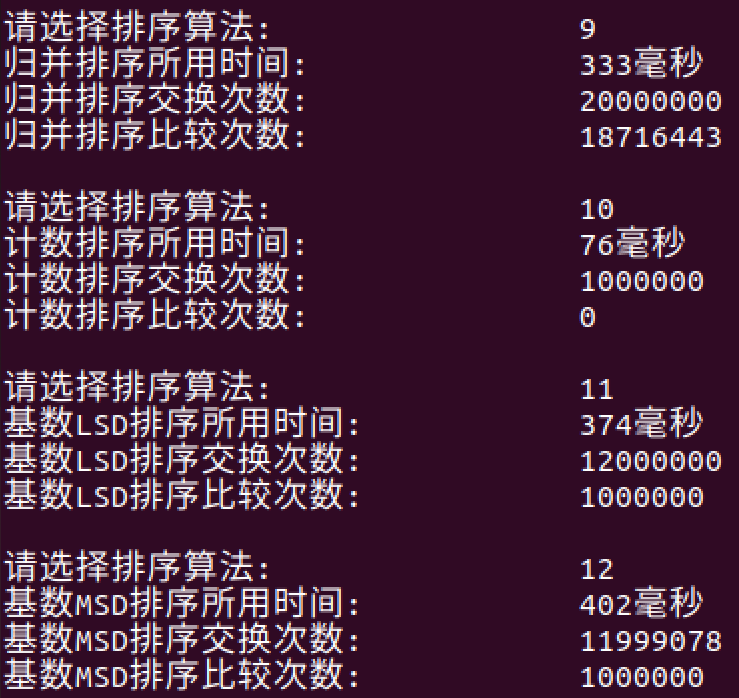 请选择排序算法: 9
归并排序所用时间: 333毫秒
归并排序交换次数: 20000000
归并排序比较次数: 18716443
请选择排序算法: 10
计数排序所用时间: 76毫秒
计数排序交换次数: 1000000
计数排序比较次数: 0
请选择排序算法: 11
基数LSD排序所用时间: 374毫秒
基数LSD排序交换次数: 12000000
基数LSD排序比较次数: 1000000
请选择排序算法: 12
基数MSD排序所用时间: 402毫秒
基数MSD排序交换次数: 11999078
基数MSD排序比较次数: 1000000